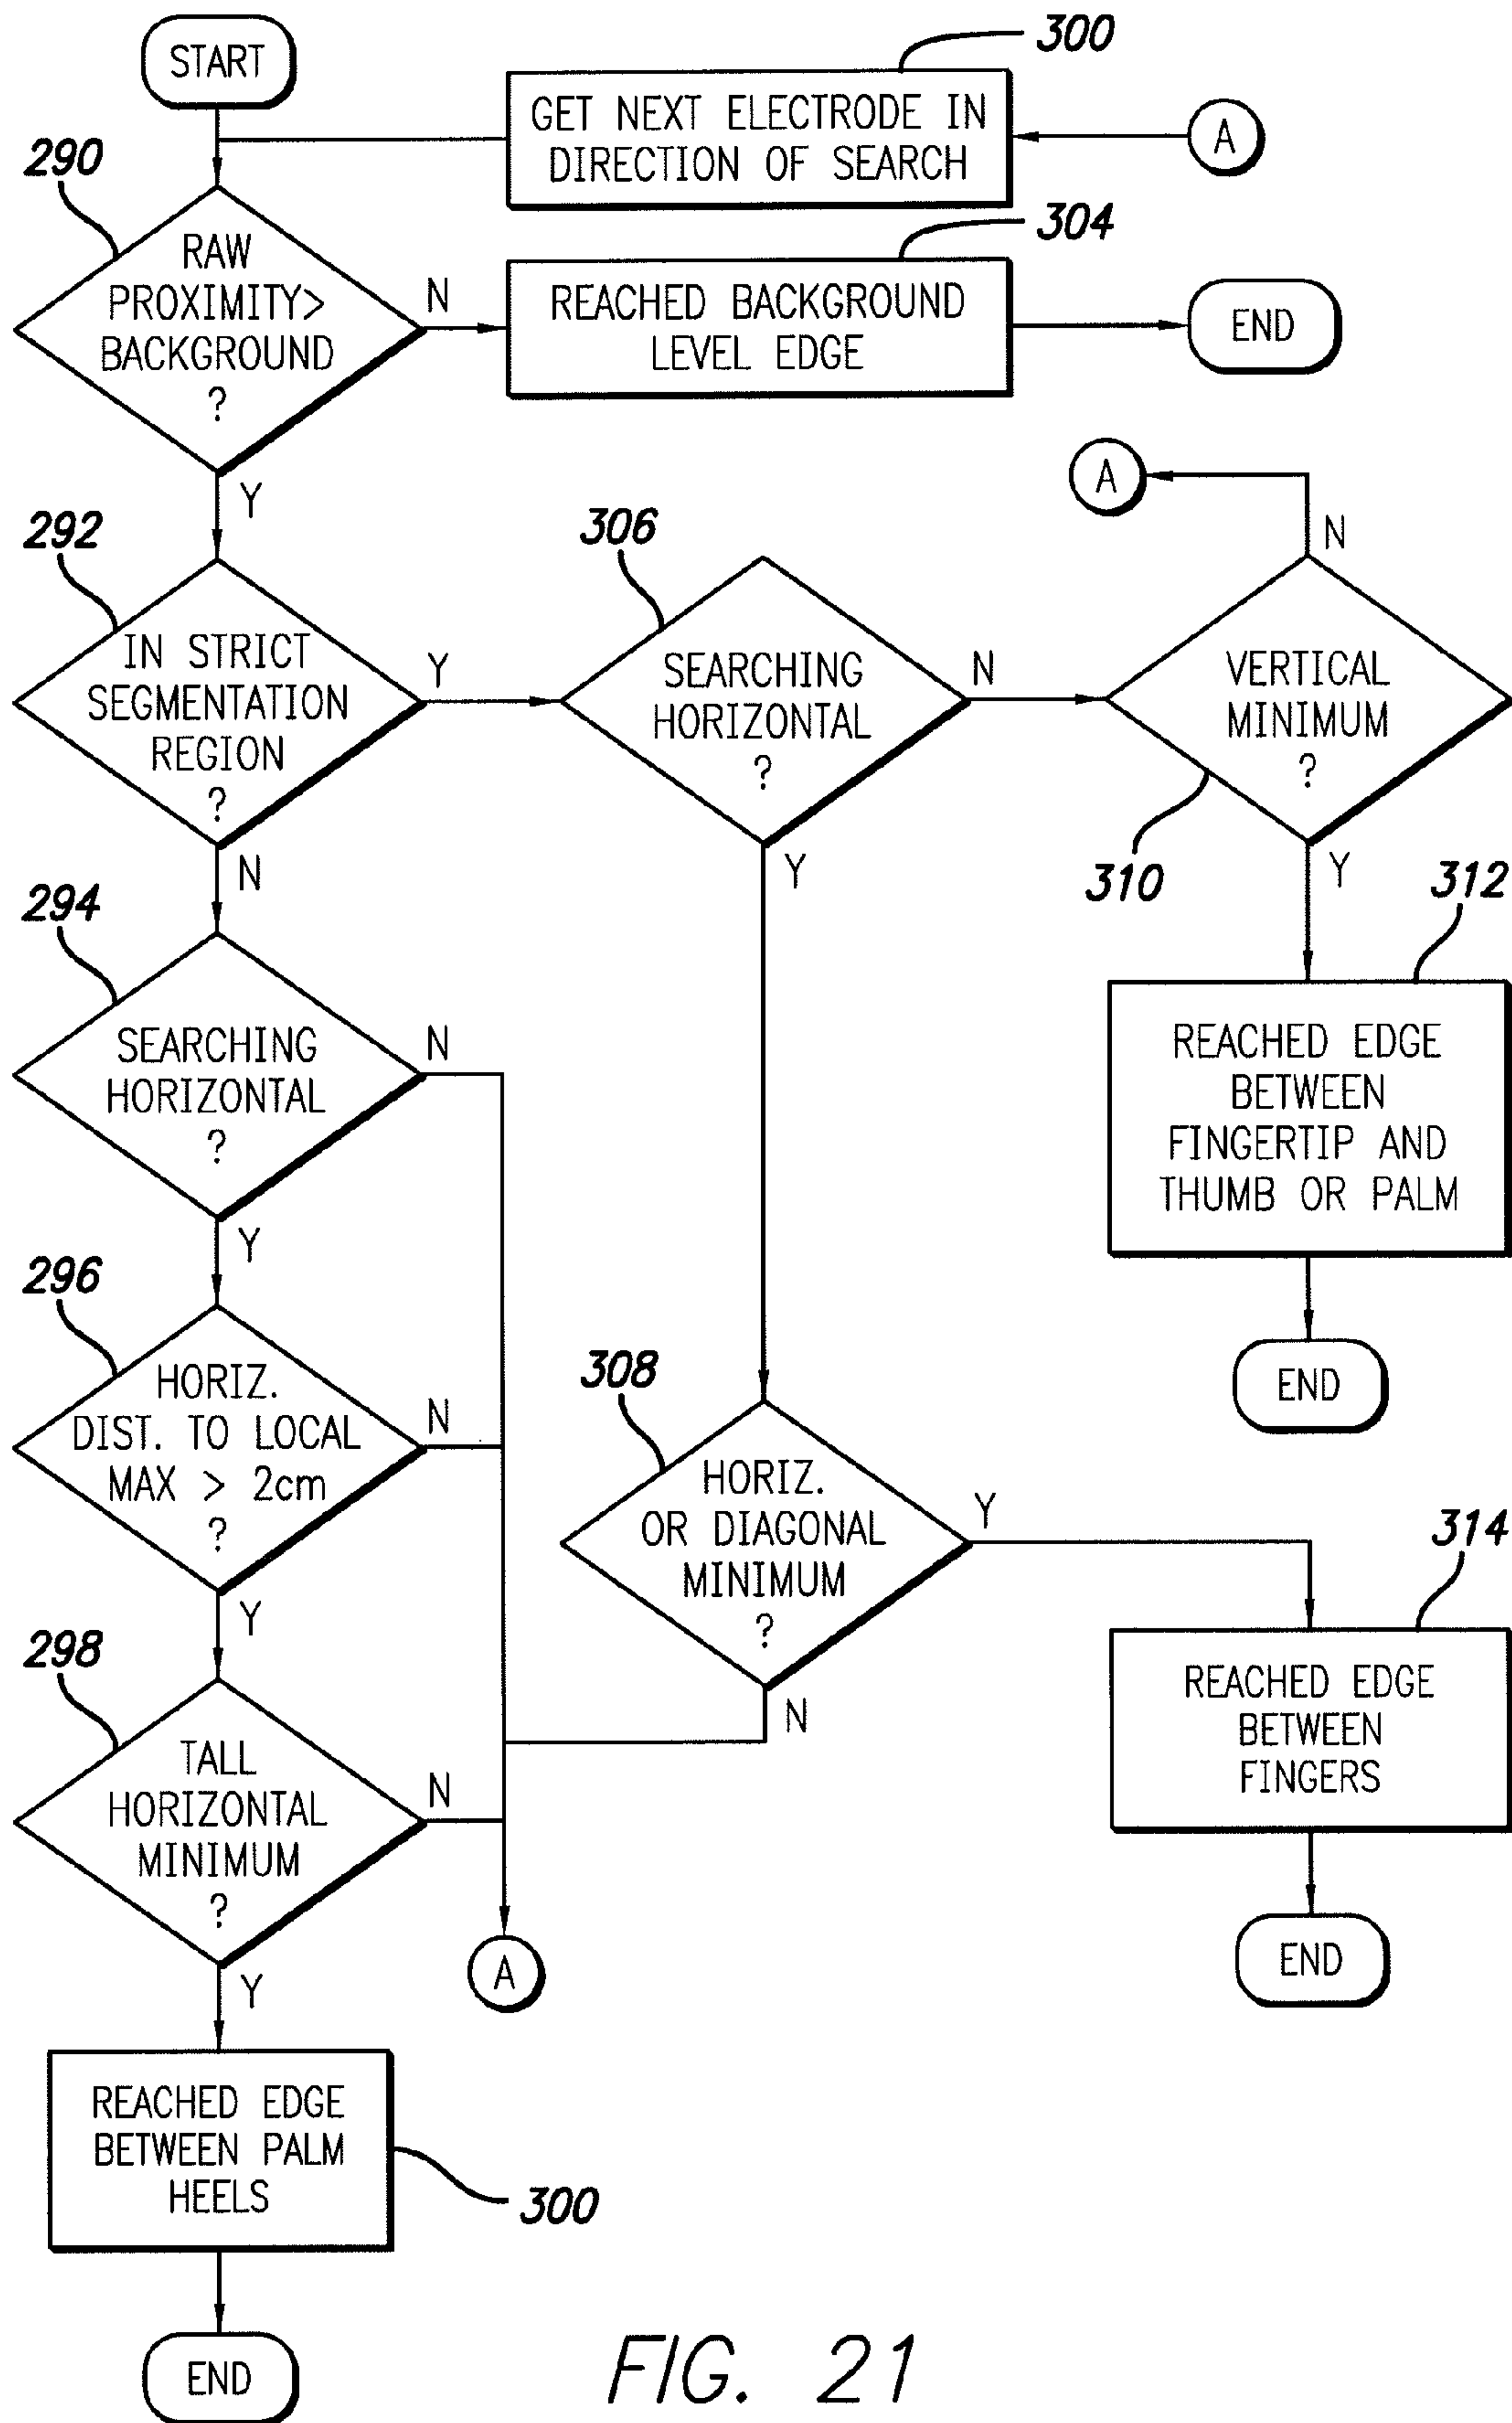 START
300
GET NEXT ELECTRODE IN
DIRECTION OF SEARCH
A
290
RAW
PROXIMITY>
BACKGROUND
?
N
304
REACHED BACKGROUND
LEVEL EDGE
END
Y
292
IN STRICT
SEGMENTATION
REGION
?
Y
306
SEARCHING
HORIZONTAL
?
N
A
N
VERTICAL
MINIMUM
?
310
Y
312
REACHED EDGE
BETWEEN
FINGERTIP AND
THUMB OR PALM
END
N
294
SEARCHING
HORIZONTAL
?
N
Y
Y
296
HORIZ.
DIST. TO LOCAL
MAX > 2cm
?
N
Y
308
HORIZ.
OR DIAGONAL
MINIMUM
?
Y
N
314
REACHED EDGE
BETWEEN
FINGERS
END
298
TALL
HORIZONTAL
MINIMUM
?
N
A
Y
REACHED EDGE
BETWEEN PALM
HEELS
300
END
FIG. 21